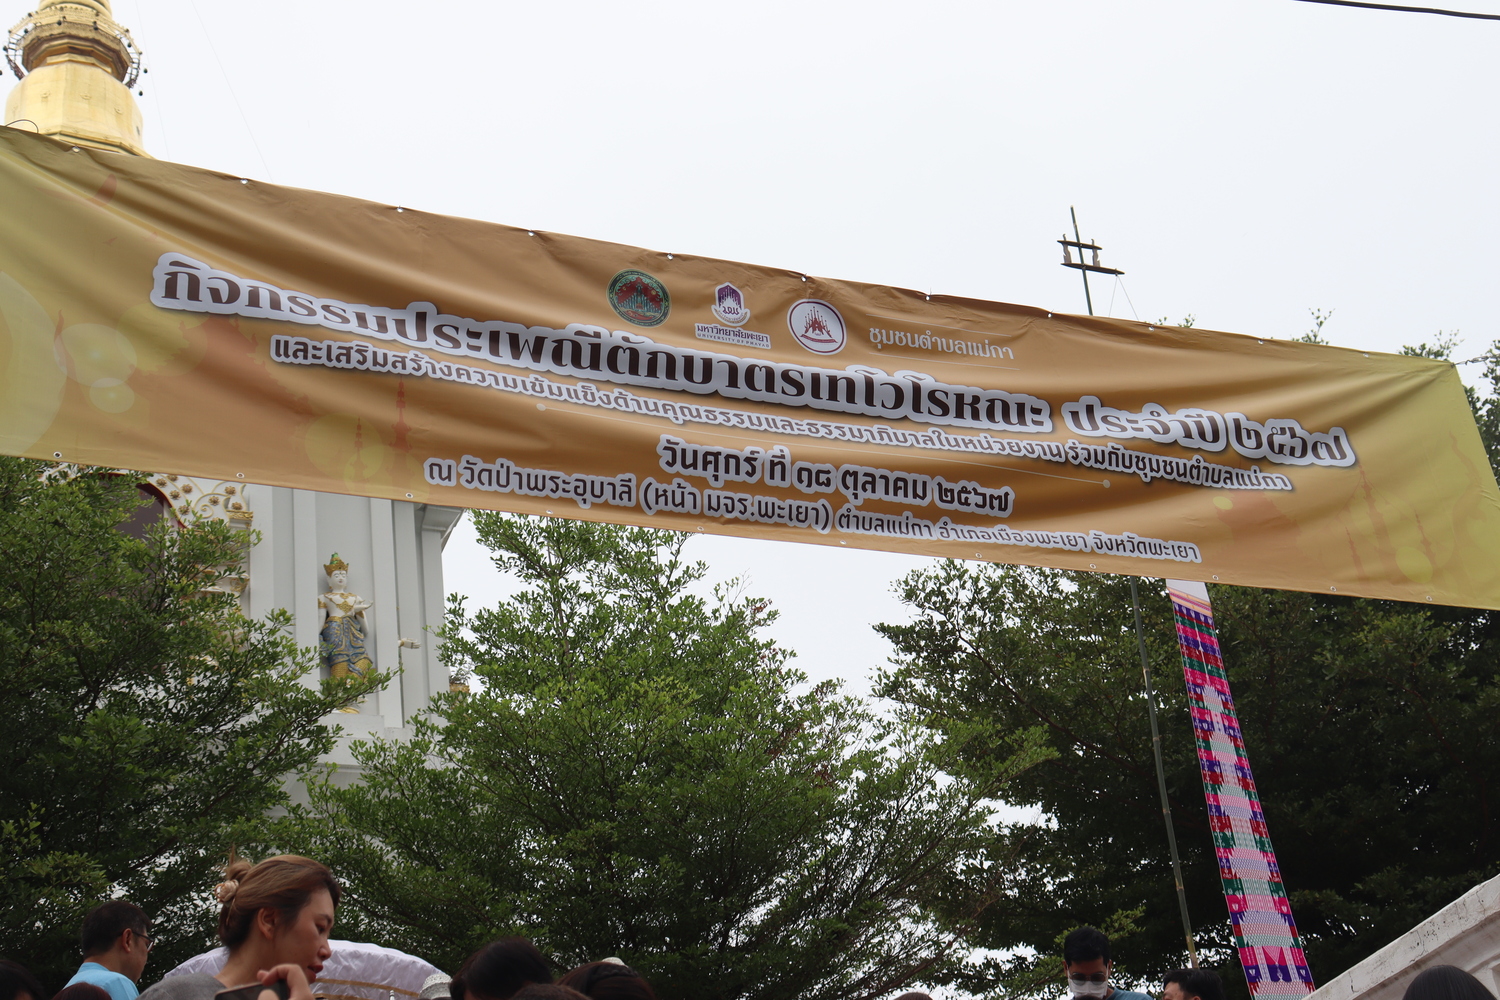 มหาวิทยาลัยพะเยา
UNIVERSITY OF PHAYAO
ชุมชนตำบลแม่กา
กิจกรรมประเพณีตักบาตรเทโวโรหณะ ประจำปี ๒๕๖๗
และเสริมสร้างความเข้มแข็งด้านคุณธรรมและธรรมาภิบาลในหน่วยงาน ร่วมกับชุมชนตำบลแม่กา
วันศุกร์ ที่ ๑๘ ตุลาคม ๒๕๖๗
ณ วัดป่าพระอุบาลี (หน้า มจร.พะเยา) ตำบลแม่กา อำเภอเมืองพะเยา จังหวัดพะเยา